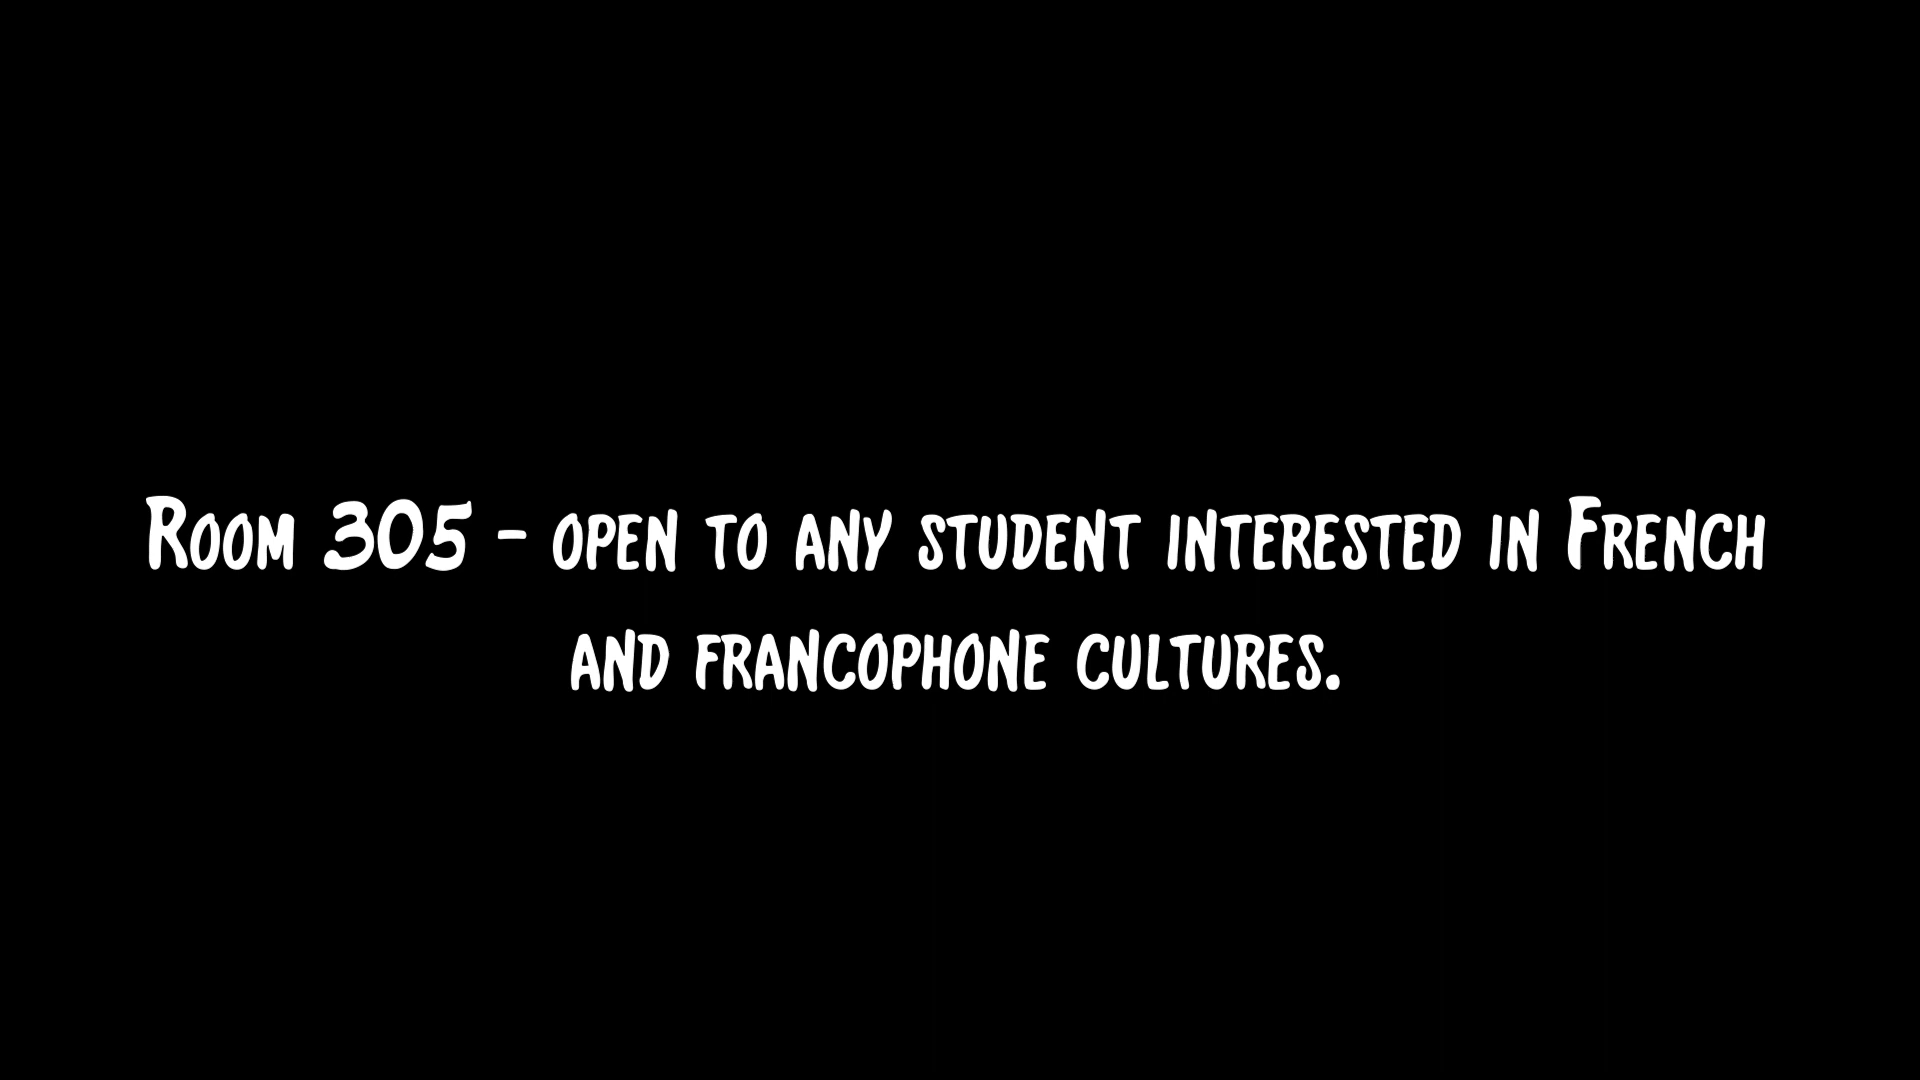 Room 305 - open to any student interested in French
and francophone cultures.